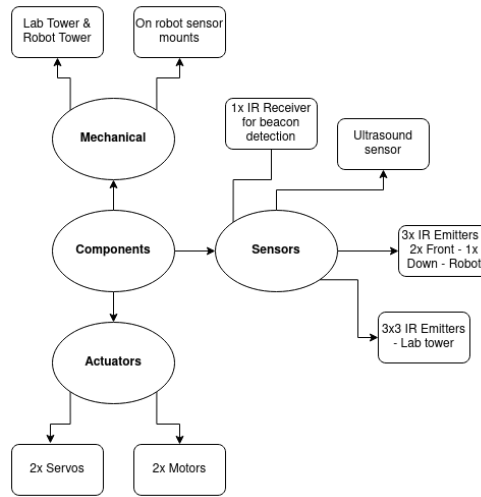 Lab Tower &
Robot Tower
On robot sensor
mounts
Mechanical
1x IR Receiver
for beacon
detection
Ultrasound
sensor
Components
Sensors
3x IR Emitters
2x Front - 1x
Down - Robot
3x3 IR Emitters
- Lab tower
Actuators
2x Servos
2x Motors